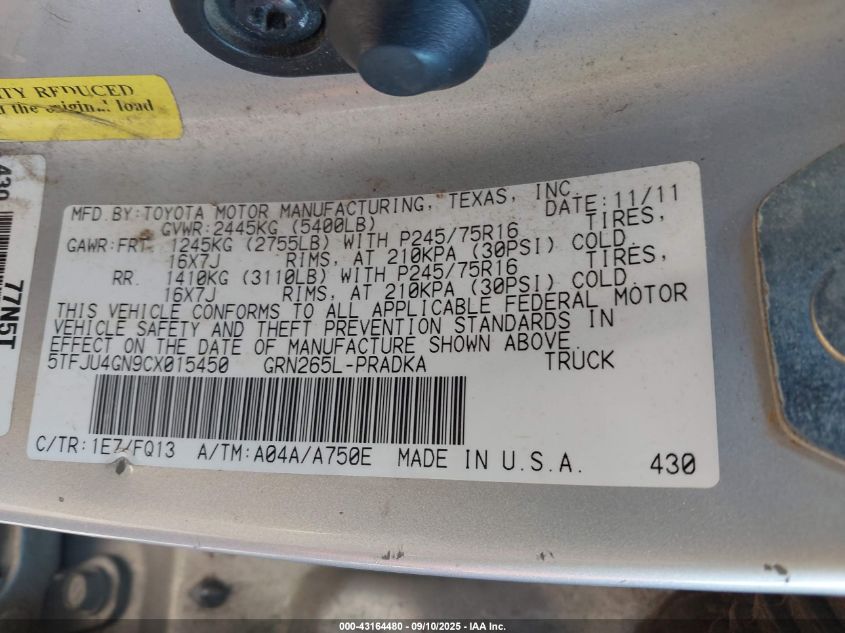 ITY REDUCED
the load
430
77N5T
MFD.BY:TOYOTA MOTOR MANUFACTURING, TEXAS, INC.
DATE:11/11
GVWR:2445KG (5400LB)
GAWR:FRT. 1245KG (2755LB) WITH P245/75R16 TIRES,
16X7J RIMS, AT 210KPA (30PSI) COLD.
RR. 1410KG (3110LB) WITH P245/75R16 TIRES,
16X7J RIMS, AT 210KPA (30PSI) COLD.
THIS VEHICLE CONFORMS TO ALL APPLICABLE FEDERAL MOTOR
VEHICLE SAFETY AND THEFT PREVENTION STANDARDS IN
EFFECT ON THE DATE OF MANUFACTURE SHOWN ABOVE.
5TFJU4GN9CX015450 GRN265L-PRADKA TRUCK
C/TR:1E7/FQ13 A/TM:A04A/A750E MADE IN U.S.A. 430
000-43164480 - 09/10/2025 - IAA Inc.